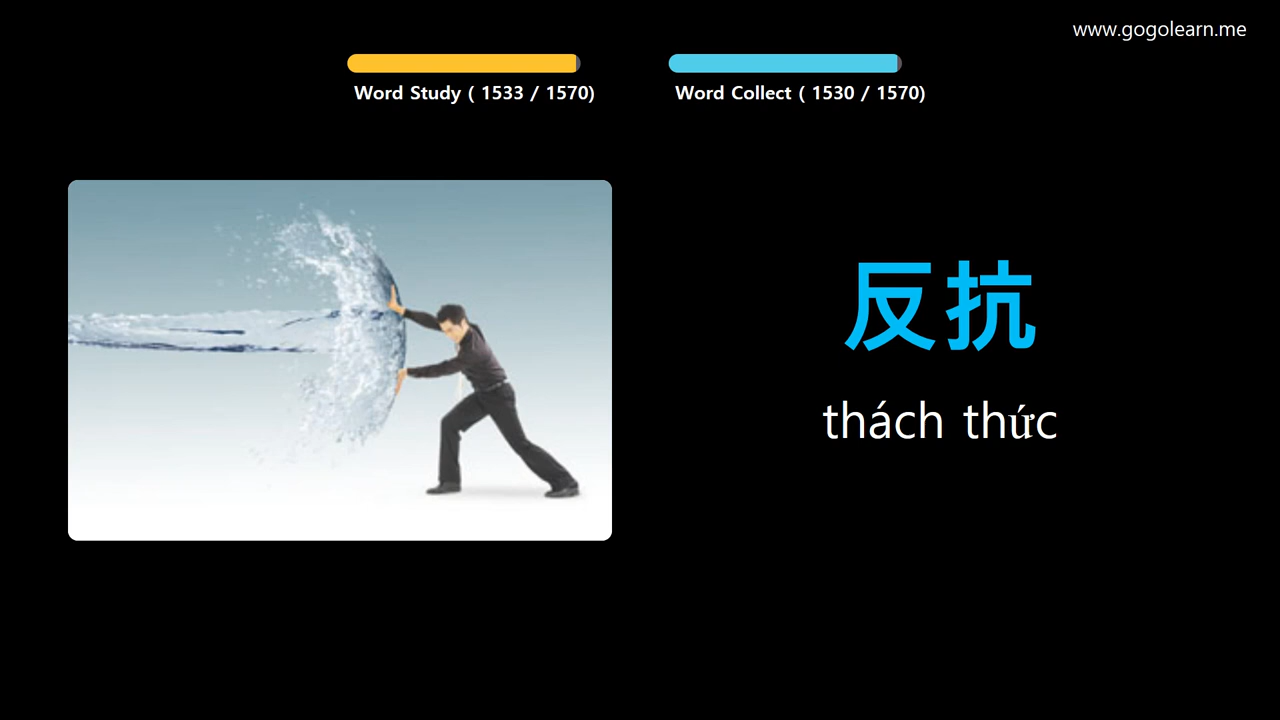 www.gogolearn.me
Word Study ( 1533 / 1570)
Word Collect ( 1530 / 1570)
反抗
thách thức